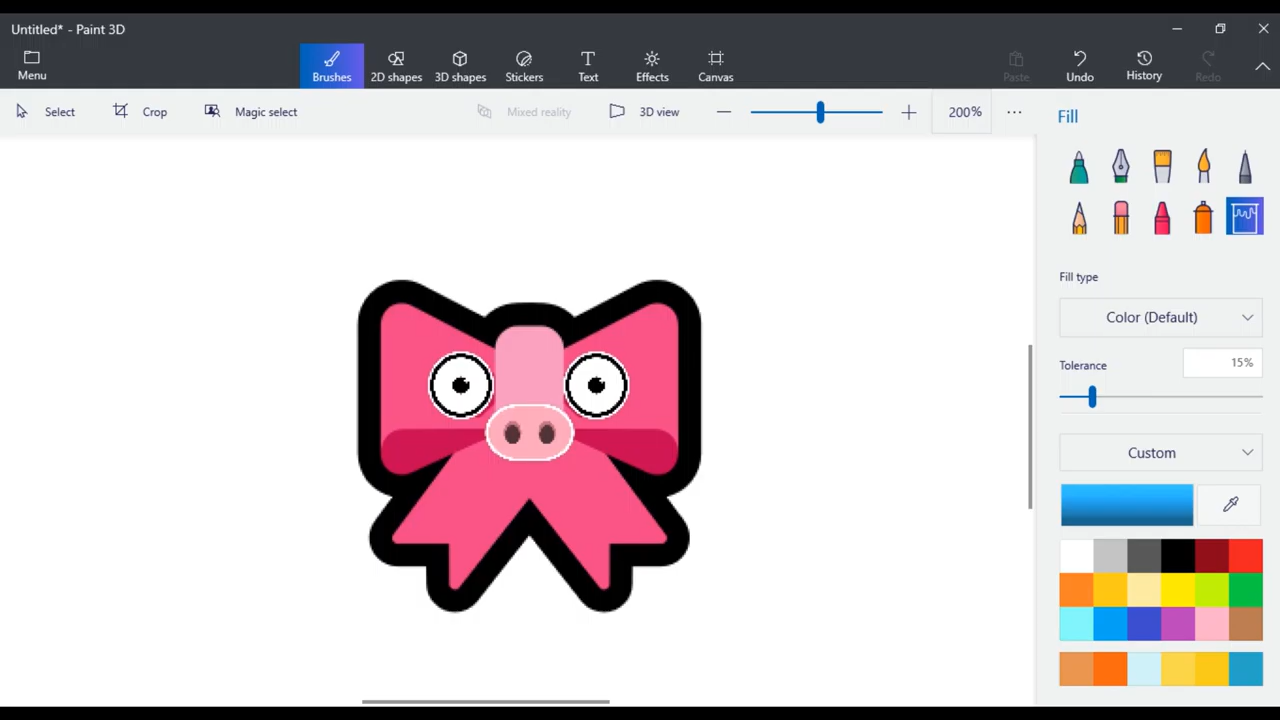 Untitled* - Paint 3D
Menu
Brushes
2D shapes
3D shapes
Stickers
Text
Effects
Canvas
Paste
Undo
History
Redo
Select
Crop
Magic select
Mixed reality
3D view
200%
Fill
Fill type
Color (Default)
Tolerance
15%
Custom